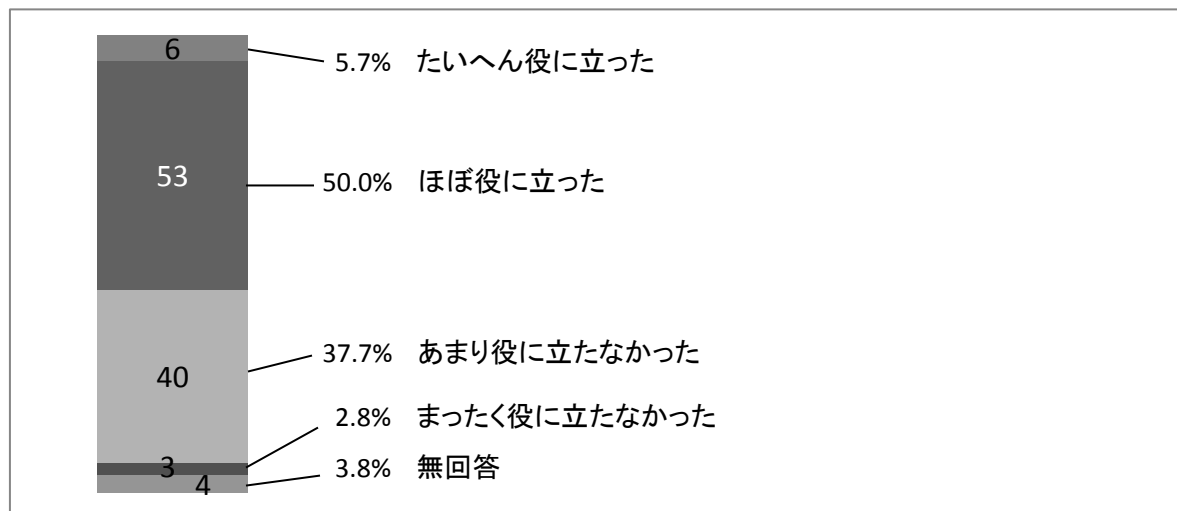 6 5.7% たいへん役に立った
53 50.0% ほぼ役に立った
40 37.7% あまり役に立たなかった
3 2.8% まったく役に立たなかった
4 3.8% 無回答